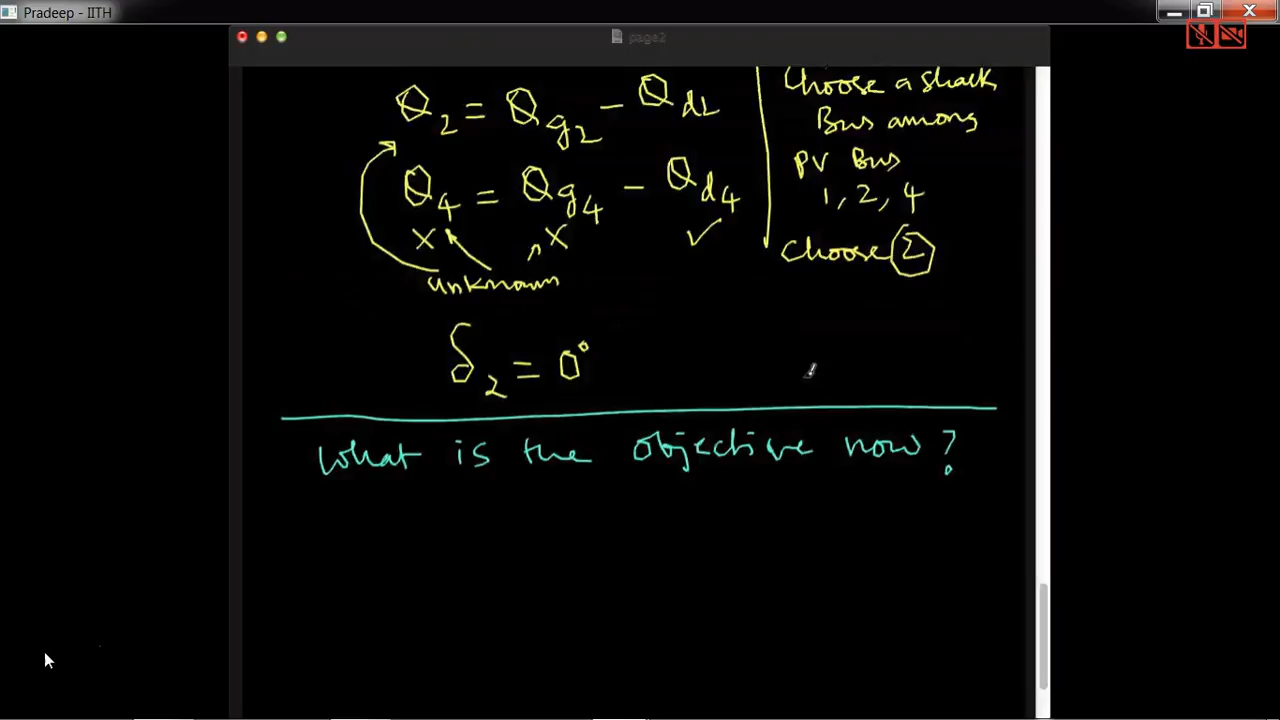 Pradeep - IITH
page2
Q2 = Qg2 - Qd2
Q4 = Qg4 - Qd4
X X ✓
unknown
δ2 = 0°
Choose a slack
Bus among
PV Bus
1, 2, 4
Choose 2
What is the objective now?